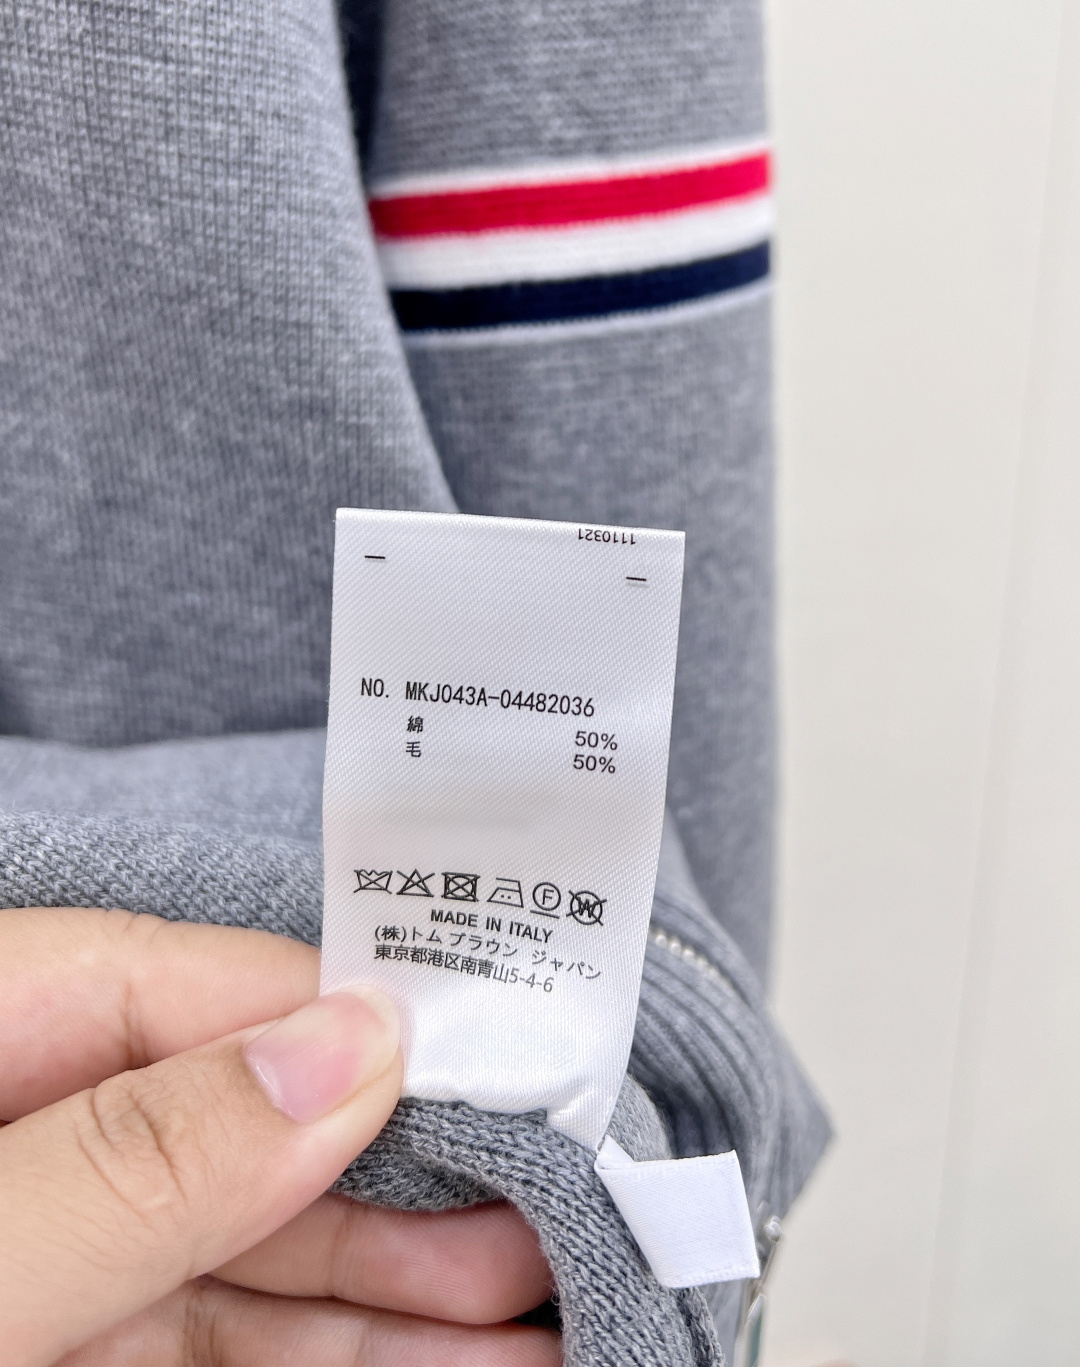 1110321
NO. MKJ043A-04482036
綿 50%
毛 50%
F W
MADE IN ITALY
(株)トム ブラウン ジャパン
東京都港区南青山5-4-6